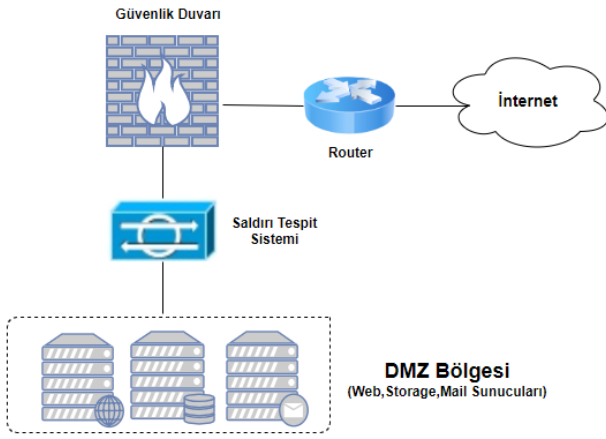 Güvenlik Duvarı
İnternet
Router
Saldırı Tespit
Sistemi
DMZ Bölgesi
(Web,Storage,Mail Sunucuları)